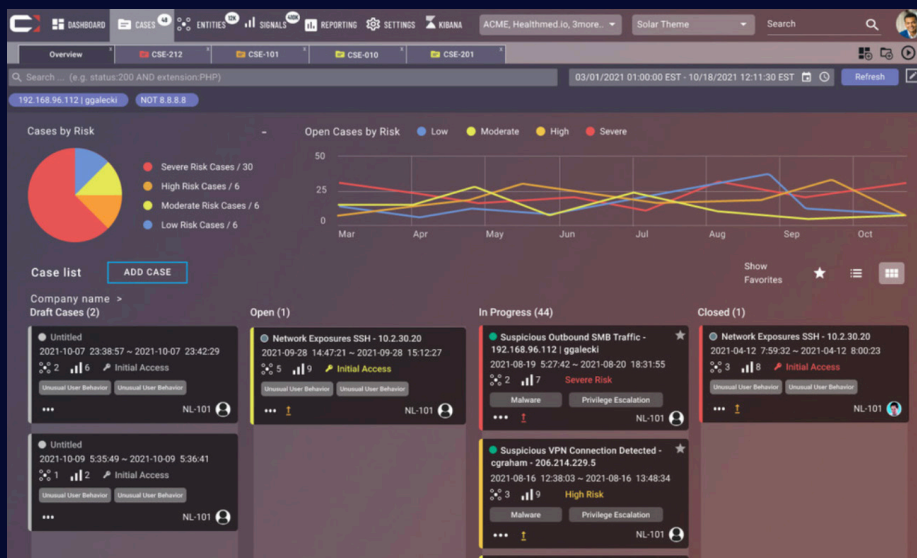 DASHBOARD CASES 48 ENTITIES 12K SIGNALS 400K REPORTING SETTINGS KIBANA ACME, Healthmed.io, 3more.. Solar Theme Search
Overview x CSE-212 x CSE-101 x CSE-010 x CSE-201 x
Search ... (e.g. status:200 AND extension:PHP) 03/01/2021 01:00:00 EST - 10/18/2021 12:11:30 EST Refresh
192.168.96.112 | ggalecki NOT 8.8.8.8
Cases by Risk -
Severe Risk Cases / 30
High Risk Cases / 6
Moderate Risk Cases / 6
Low Risk Cases / 6
Open Cases by Risk Low Moderate High Severe
50
25
0
Mar Apr May Jun Jul Aug Sep Oct
Case list ADD CASE Show
Favorites
Company name >
Draft Cases (2)
Untitled
2021-10-07 23:38:57 ~ 2021-10-07 23:42:29
2 6 Initial Access
Unusual User Behavior Unusual User Behavior
••• NL-101
Untitled
2021-10-09 5:35:49 ~ 2021-10-09 5:36:41
1 2 Initial Access
Unusual User Behavior Unusual User Behavior
••• NL-101
Open (1)
Network Exposures SSH - 10.2.30.20
2021-09-28 14:47:21 ~ 2021-09-28 15:12:27
5 9 Initial Access
Unusual User Behavior Unusual User Behavior
••• NL-101
In Progress (44)
Suspicious Outbound SMB Traffic -
192.168.96.112 | ggalecki
2021-08-19 5:27:42 ~ 2021-08-20 18:31:55
2 7 Severe Risk
Malware Privilege Escalation
••• NL-101
Suspicious VPN Connection Detected -
cgraham - 206.214.229.5
2021-08-16 12:38:03 ~ 2021-08-16 13:48:34
3 9 High Risk
Malware Privilege Escalation
••• NL-101
Closed (1)
Network Exposures SSH - 10.2.30.20
2021-04-12 7:59:32 ~ 2021-04-12 8:00:23
3 8 Initial Access
Unusual User Behavior Unusual User Behavior
••• NL-101